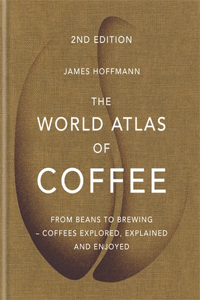 2ND EDITION
JAMES HOFFMANN
THE
WORLD ATLAS
OF
COFFEE
FROM BEANS TO BREWING
– COFFEES EXPLORED, EXPLAINED
AND ENJOYED